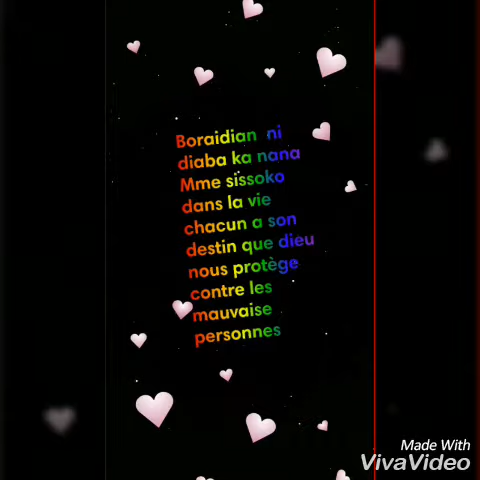 Boraidian ni
diaba ka nana
Mme sissoko
dans la vie
chacun a son
destin que dieu
nous protège
contre les
mauvaise
personnes
Made With
VivaVideo